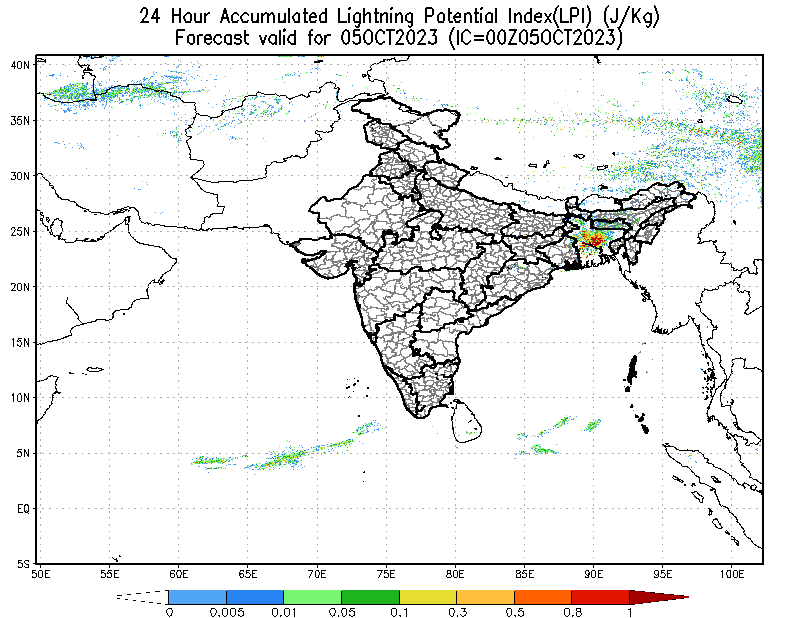 24 Hour Accumulated Lightning Potential Index(LPI) (J/Kg)
Forecast valid for 05OCT2023 (IC=00Z05OCT2023)
40N
35N
30N
25N
20N
15N
10N
5N
EQ
5S
50E 55E 60E 65E 70E 75E 80E 85E 90E 95E 100E
0 0.005 0.01 0.05 0.1 0.3 0.5 0.8 1